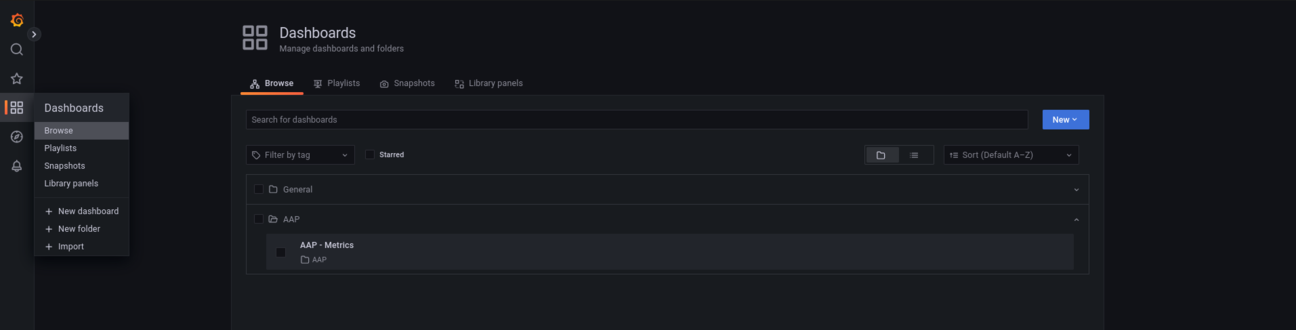 Dashboards
Manage dashboards and folders
Browse Playlists Snapshots Library panels
Dashboards
Browse
Playlists
Snapshots
Library panels
+ New dashboard
+ New folder
+ Import
Search for dashboards
New
Filter by tag
Starred
Sort (Default A–Z)
General
AAP
AAP - Metrics
AAP